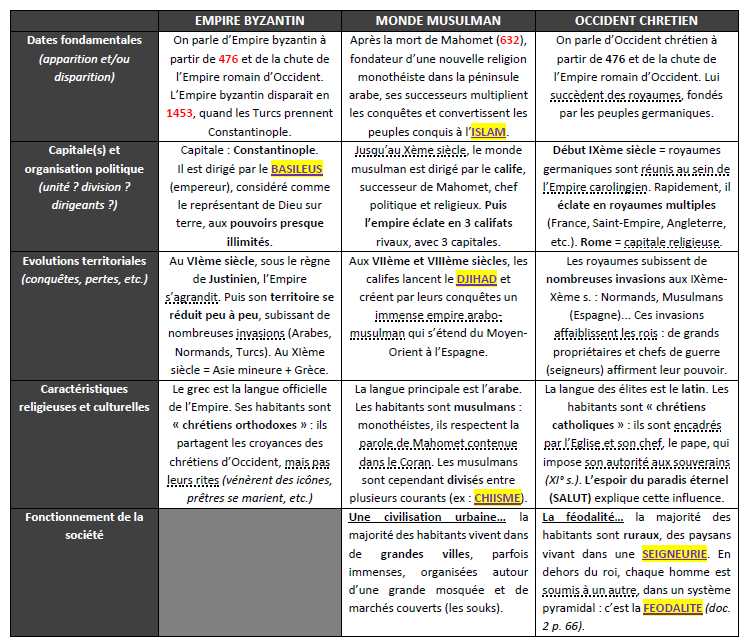 EMPIRE BYZANTIN
MONDE MUSULMAN
OCCIDENT CHRETIEN
Dates fondamentales
(apparition et/ou
disparition)
On parle d’Empire byzantin à
partir de 476 et de la chute de
l’Empire romain d’Occident.
L’Empire byzantin disparait en
1453, quand les Turcs prennent
Constantinople.
Après la mort de Mahomet (632),
fondateur d’une nouvelle religion
monothéiste dans la péninsule
arabe, ses successeurs multiplient
les conquêtes et convertissent les
peuples conquis à l’ISLAM.
On parle d’Occident chrétien à
partir de 476 et de la chute de
l’Empire romain d’Occident. Lui
succèdent des royaumes, fondés
par les peuples germaniques.
Capitale(s) et
organisation politique
(unité ? division ?
dirigeants ?)
Capitale : Constantinople.
Il est dirigé par le BASILEUS
(empereur), considéré comme
le représentant de Dieu sur
terre, aux pouvoirs presque
illimités.
Jusqu’au Xème siècle, le monde
musulman est dirigé par le calife,
successeur de Mahomet, chef
politique et religieux. Puis
l’empire éclate en 3 califats
rivaux, avec 3 capitales.
Début IXème siècle = royaumes
germaniques sont réunis au sein de
l’Empire carolingien. Rapidement, il
éclate en royaumes multiples
(France, Saint-Empire, Angleterre,
etc.). Rome = capitale religieuse.
Evolutions territoriales
(conquêtes, pertes, etc.)
Au VIème siècle, sous le règne
de Justinien, l’Empire
s’agrandit. Puis son territoire se
réduit peu à peu, subissant de
nombreuses invasions (Arabes,
Normands, Turcs). Au XIème
siècle = Asie mineure + Grèce.
Aux VIIème et VIIIème siècles, les
califes lancent le DJIHAD et
créent par leurs conquêtes un
immense empire arabo-
musulman qui s’étend du Moyen-
Orient à l’Espagne.
Les royaumes subissent de
nombreuses invasions aux IXème-
Xème s. : Normands, Musulmans
(Espagne)... Ces invasions
affaiblissent les rois : de grands
propriétaires et chefs de guerre
(seigneurs) affirment leur pouvoir.
Caractéristiques
religieuses et culturelles
Le grec est la langue officielle
de l’Empire. Ses habitants sont
« chrétiens orthodoxes » : ils
partagent les croyances des
chrétiens d’Occident, mais pas
leurs rites (vénèrent des icônes,
prêtres se marient, etc.)
La langue principale est l’arabe.
Les habitants sont musulmans :
monothéistes, ils respectent la
parole de Mahomet contenue
dans le Coran. Les musulmans
sont cependant divisés entre
plusieurs courants (ex : CHIISME).
La langue des élites est le latin. Les
habitants sont « chrétiens
catholiques » : ils sont encadrés
par l’Eglise et son chef, le pape, qui
impose son autorité aux souverains
(XI° s.). L’espoir du paradis éternel
(SALUT) explique cette influence.
Fonctionnement de la
société
Une civilisation urbaine... la
majorité des habitants vivent dans
de grandes villes, parfois
immenses, organisées autour
d’une grande mosquée et de
marchés couverts (les souks).
La féodalité... la majorité des
habitants sont ruraux, des paysans
vivant dans une SEIGNEURIE. En
dehors du roi, chaque homme est
soumis à un autre, dans un système
pyramidal : c’est la FEODALITE (doc.
2 p. 66).